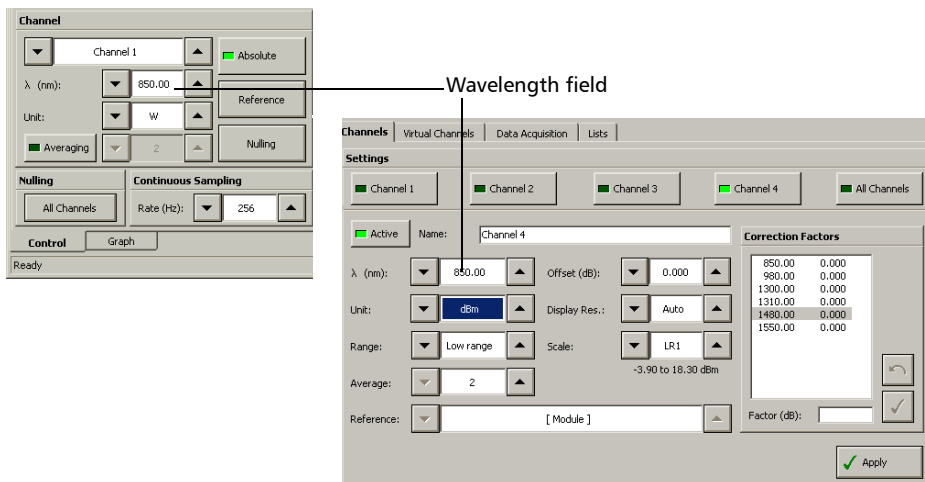 Channel
Channel 1
Absolute
λ (nm):
850.00
Reference
Unit:
W
Averaging
2
Nulling
Nulling
Continuous Sampling
All Channels
Rate (Hz):
256
Control
Graph
Ready
Wavelength field
Channels
Virtual Channels
Data Acquisition
Lists
Settings
Channel 1
Channel 2
Channel 3
Channel 4
All Channels
Active
Name:
Channel 4
λ (nm):
850.00
Offset (dB):
0.000
Unit:
dBm
Display Res.:
Auto
Range:
Low range
Scale:
LR1
-3.90 to 18.30 dBm
Average:
2
Reference:
[ Module ]
Correction Factors
850.00 0.000
980.00 0.000
1300.00 0.000
1310.00 0.000
1480.00 0.000
1550.00 0.000
Factor (dB):
Apply